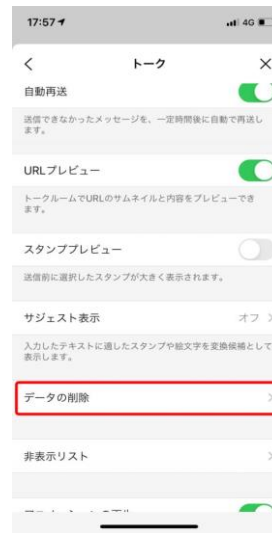 17:57
4G
トーク
自動再送
送信できなかったメッセージを、一定時間後に自動で再送し
ます。
URLプレビュー
トークルームでURLのサムネイルと内容をプレビューでき
ます。
スタンププレビュー
送信前に選択したスタンプが大きく表示されます。
サジェスト表示
オフ
入力したテキストに適したスタンプや絵文字を変換候補として
表示します。
データの削除
非表示リスト